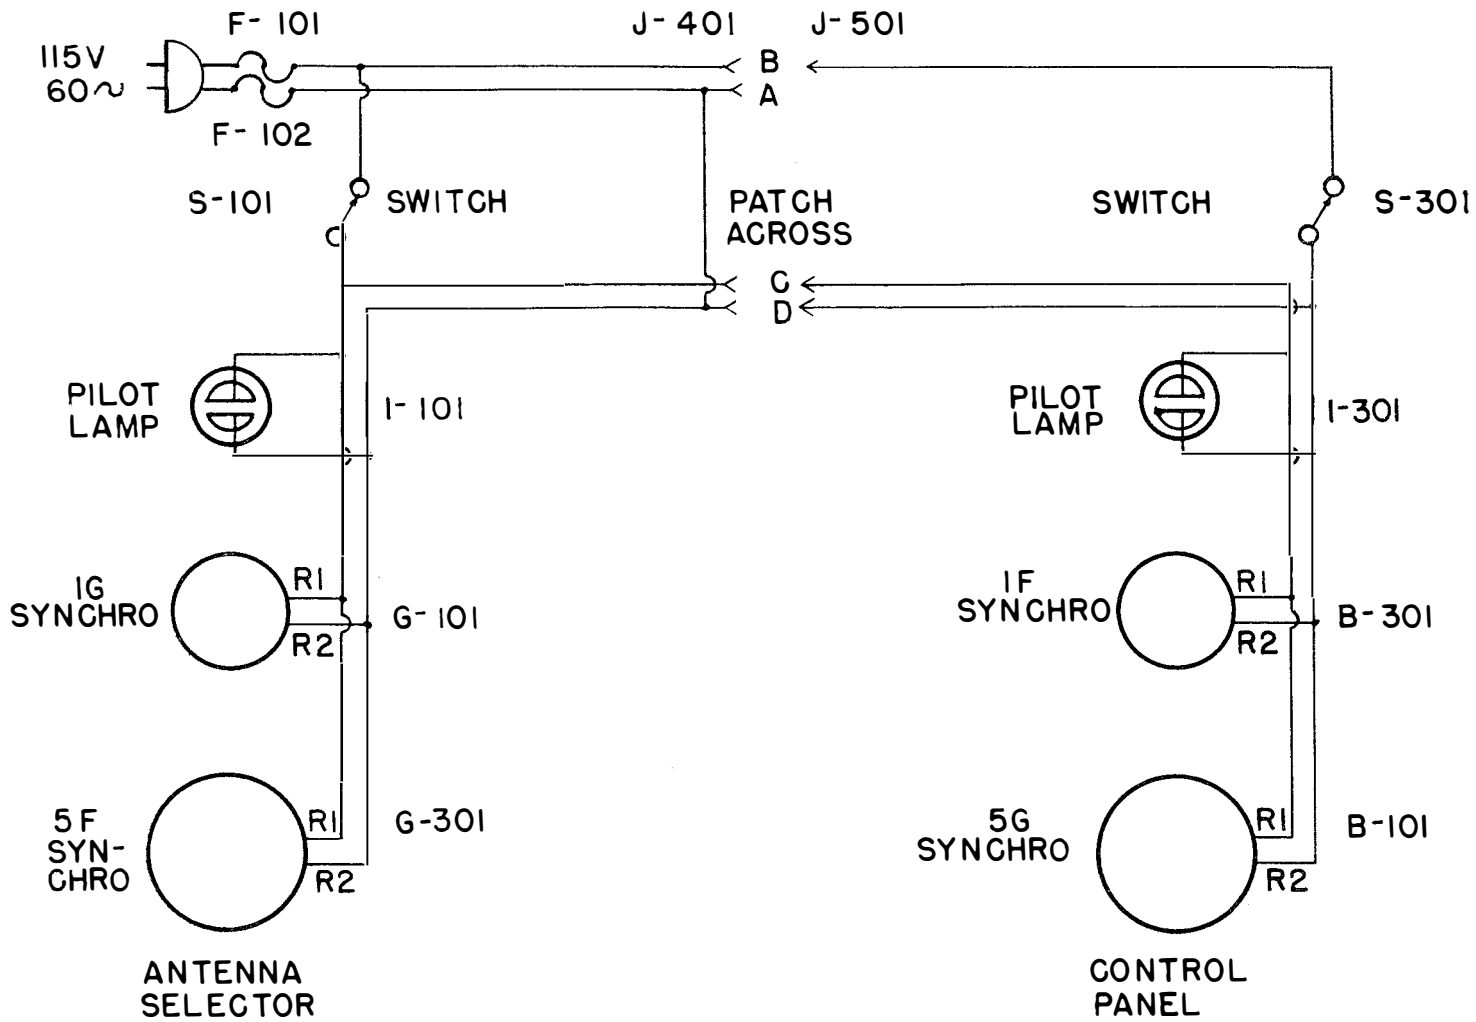 F-101
J-401
J-501
115V
60~
B
A
F-102
S-101
SWITCH
PATCH
ACROSS
SWITCH
S-301
C
D
PILOT
LAMP
I-101
PILOT
LAMP
I-301
1G
SYNCHRO
R1
R2
G-101
1F
SYNCHRO
R1
R2
B-301
5F
SYN-
CHRO
R1
R2
G-301
5G
SYNCHRO
R1
R2
B-101
ANTENNA
SELECTOR
CONTROL
PANEL